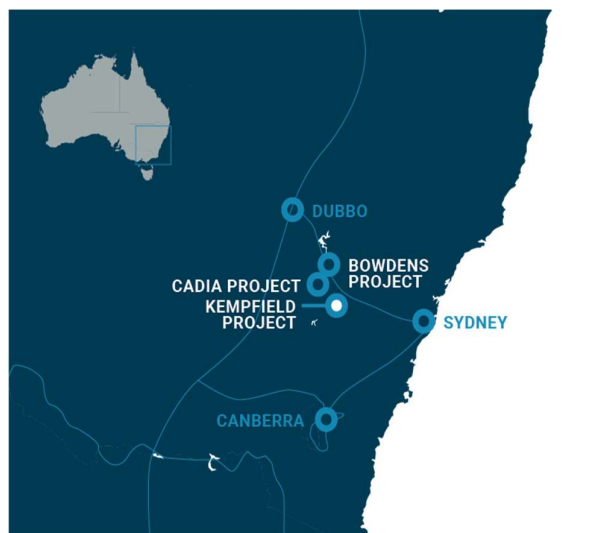 DUBBO
BOWDENS
PROJECT
CADIA PROJECT
KEMPFIELD
PROJECT
SYDNEY
CANBERRA